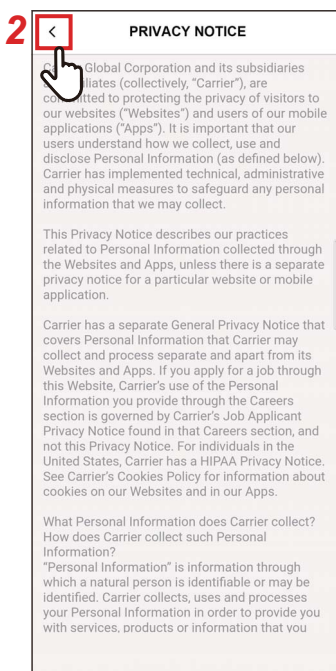 2
PRIVACY NOTICE
Global Corporation and its subsidiaries
(collectively, “Carrier”), are
to protecting the privacy of visitors to
our websites (“Websites”) and users of our mobile
applications (“Apps”). It is important that our
users understand how we collect, use and
disclose Personal Information (as defined below).
Carrier has implemented technical, administrative
and physical measures to safeguard any personal
information that we may collect.
This Privacy Notice describes our practices
related to Personal Information collected through
the Websites and Apps, unless there is a separate
privacy notice for a particular website or mobile
application.
Carrier has a separate General Privacy Notice that
covers Personal Information that Carrier may
collect and process separate and apart from its
Websites and Apps. If you apply for a job through
this Website, Carrier’s use of the Personal
Information you provide through the Careers
section is governed by Carrier’s Job Applicant
Privacy Notice found in that Careers section, and
not this Privacy Notice. For individuals in the
United States, Carrier has a HIPAA Privacy Notice.
See Carrier’s Cookies Policy for information about
cookies on our Websites and in our Apps.
What Personal Information does Carrier collect?
How does Carrier collect such Personal
Information?
“Personal Information” is information through
which a natural person is identifiable or may be
identified. Carrier collects, uses and processes
your Personal Information in order to provide you
with services, products or information that you